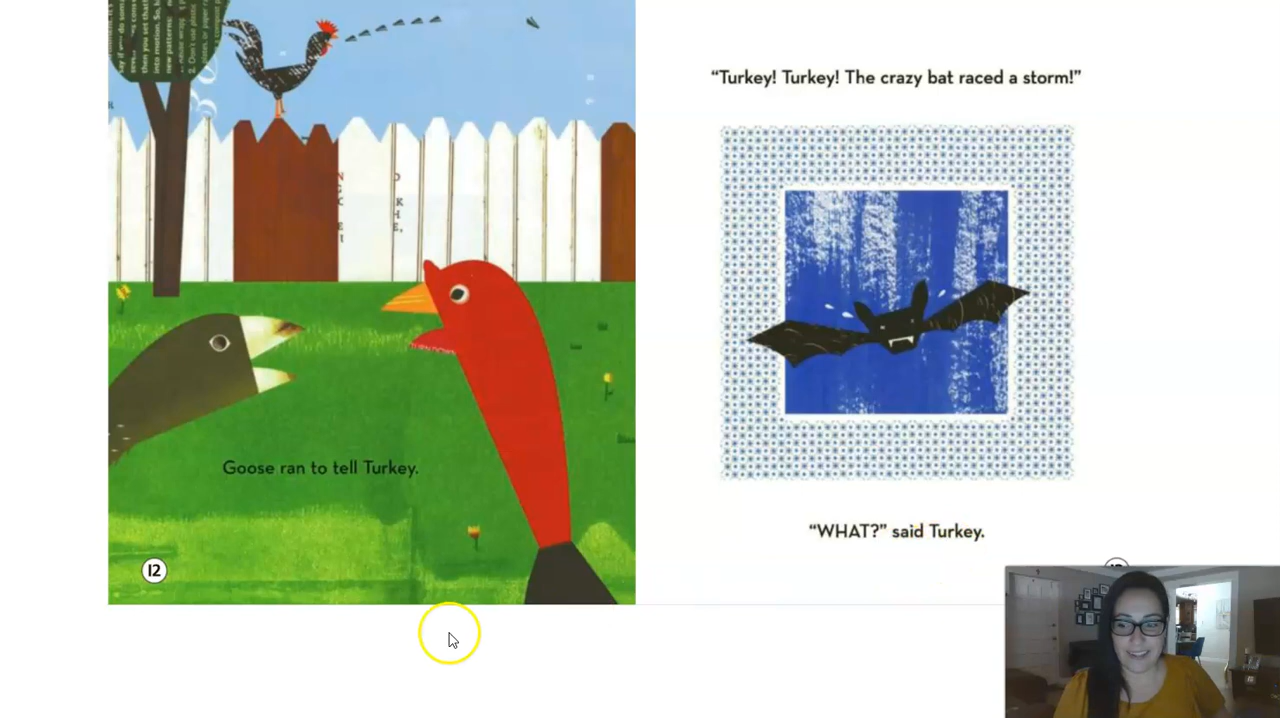 Goose ran to tell Turkey.
12
“Turkey! Turkey! The crazy bat raced a storm!”
“WHAT?” said Turkey.